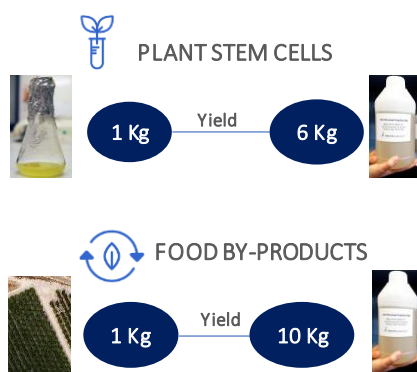 PLANT STEM CELLS
1 Kg
Yield
6 Kg
FOOD BY-PRODUCTS
1 Kg
Yield
10 Kg